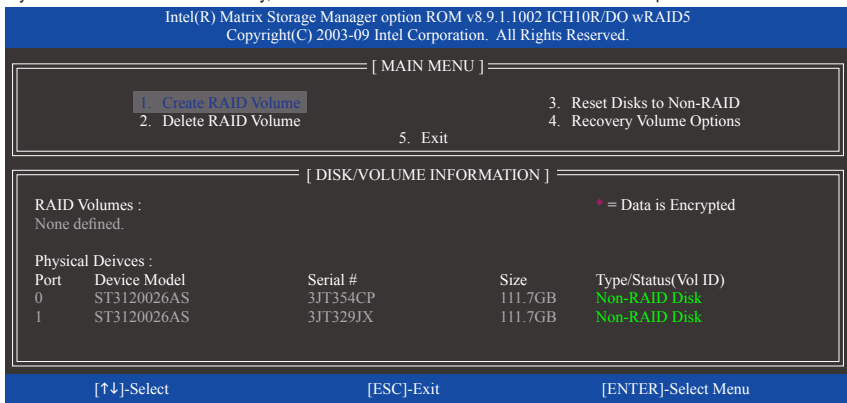 Intel(R) Matrix Storage Manager option ROM v8.9.1.1002 ICH10R/DO wRAID5
Copyright(C) 2003-09 Intel Corporation. All Rights Reserved.
[ MAIN MENU ]
1. Create RAID Volume 3. Reset Disks to Non-RAID
2. Delete RAID Volume 4. Recovery Volume Options
5. Exit
[ DISK/VOLUME INFORMATION ]
RAID Volumes : * = Data is Encrypted
None defined.
Physical Deivces :
Port Device Model Serial # Size Type/Status(Vol ID)
0 ST3120026AS 3JT354CP 111.7GB Non-RAID Disk
1 ST3120026AS 3JT329JX 111.7GB Non-RAID Disk
[↑↓]-Select [ESC]-Exit [ENTER]-Select Menu